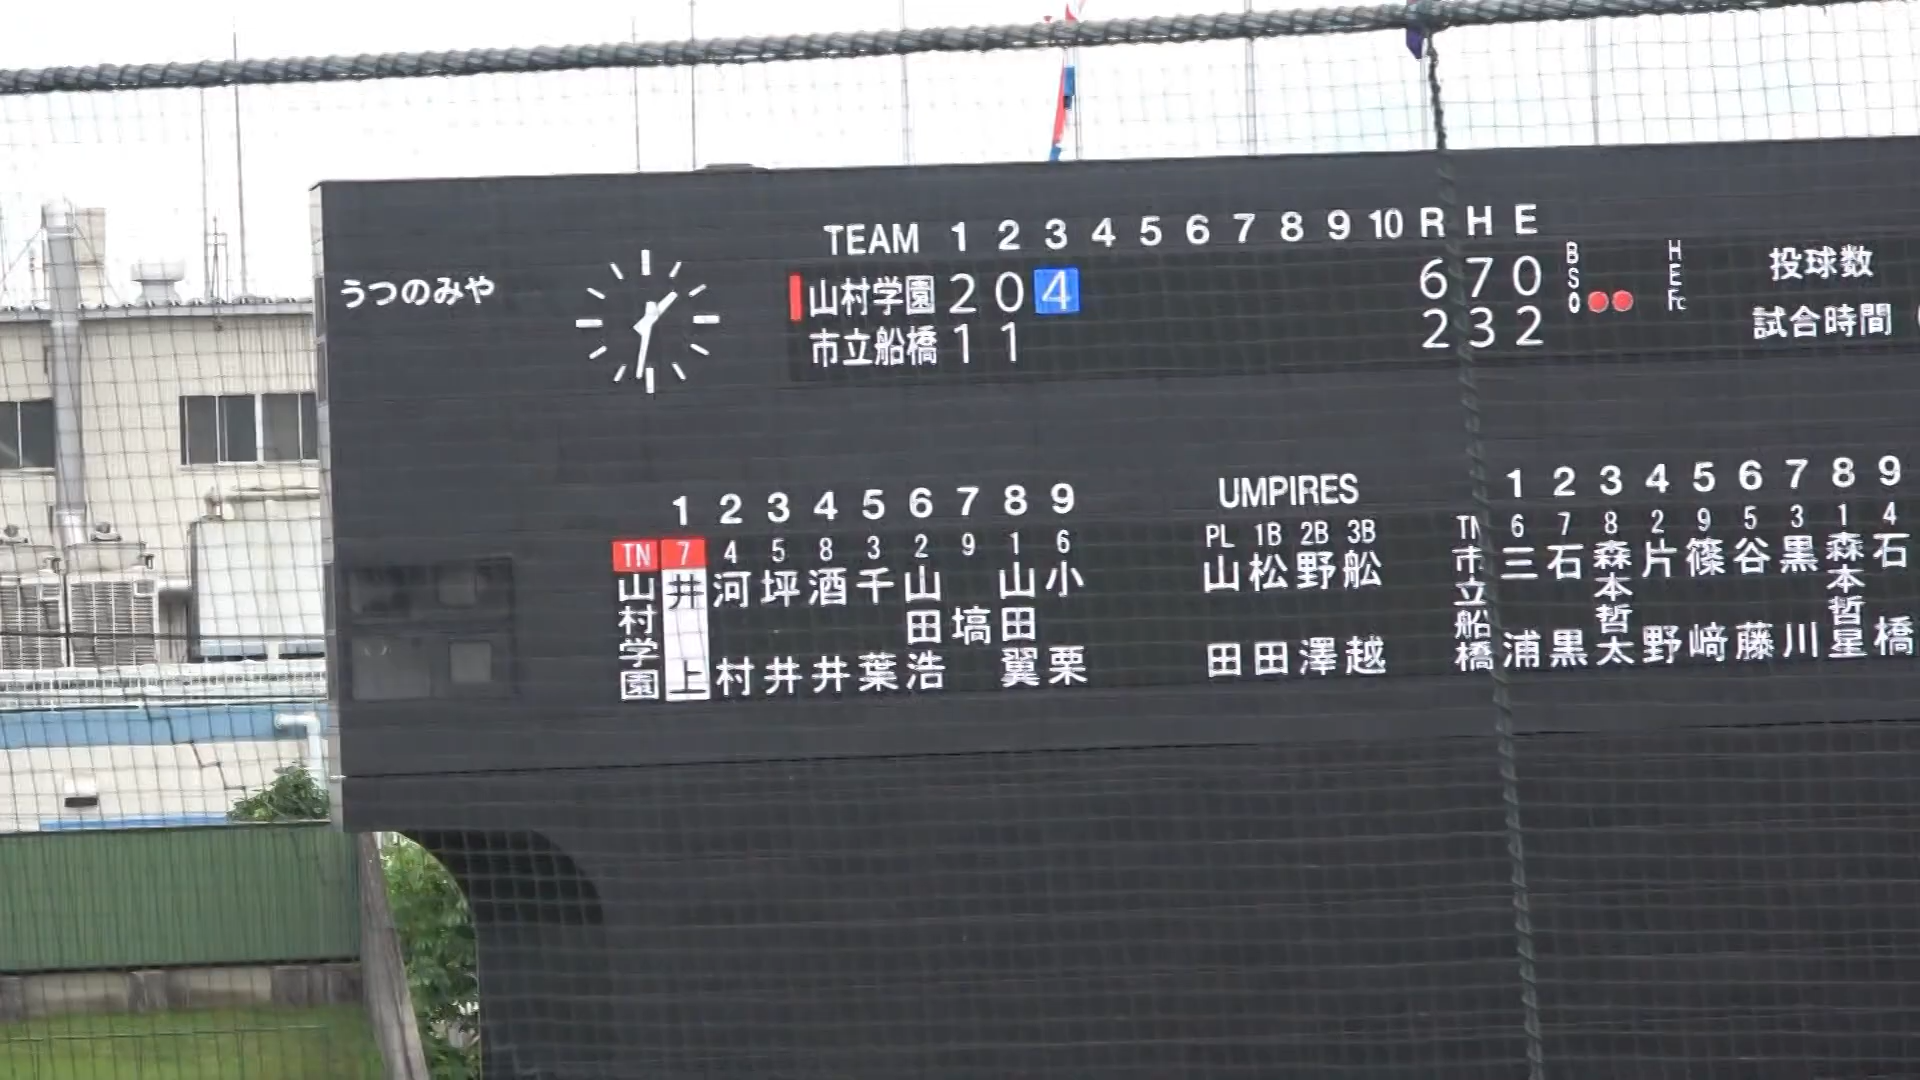 うつのみや
TEAM 1 2 3 4 5 6 7 8 9 10 R H E
山村学園 2 0 4 6 7 0
市立船橋 1 1 2 3 2
B
S
O
H
E
Fc
投球数
試合時間
1 2 3 4 5 6 7 8 9
TN 7 4 5 8 3 2 9 1 6
山村学園 井上 河村 坪井 酒井 千葉 山田浩 塙 山田翼 小栗
UMPIRES
PL 1B 2B 3B
山田 松田 野澤 舩越
1 2 3 4 5 6 7 8 9
TN 6 7 8 2 9 5 3 1 4
市立船橋 三浦 石黒 森本哲太 片野 篠﨑 谷藤 黒川 森本哲星 石橋